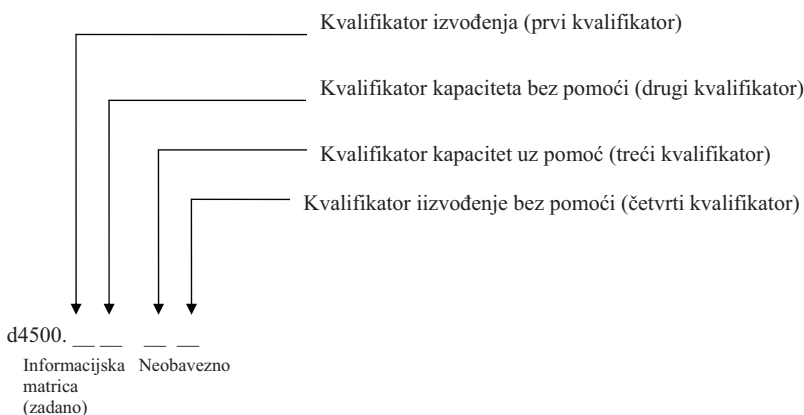 Kvalifikator izvođenja (prvi kvalifikator)
Kvalifikator kapaciteta bez pomoći (drugi kvalifikator)
Kvalifikator kapacitet uz pomoć (treći kvalifikator)
Kvalifikator iizvođenje bez pomoći (četvrti kvalifikator)
d4500. __ __ __ __
Informacijska Neobavezno
matrica
(zadano)